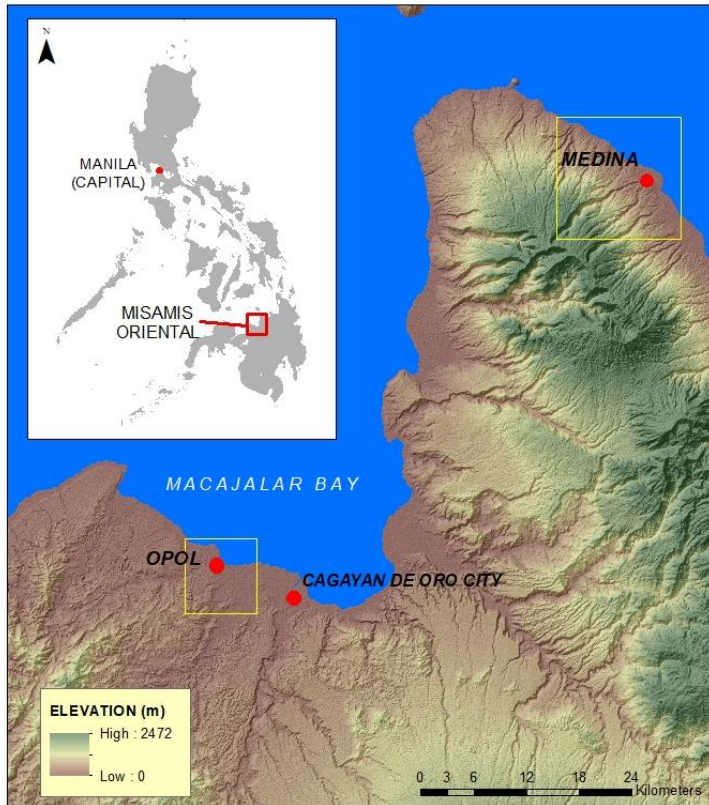 N
MANILA
(CAPITAL)
MISAMIS
ORIENTAL
MEDINA
MACAJALAR BAY
OPOL
CAGAYAN DE ORO CITY
ELEVATION (m)
High : 2472
Low : 0
0 3 6 12 18 24
Kilometers